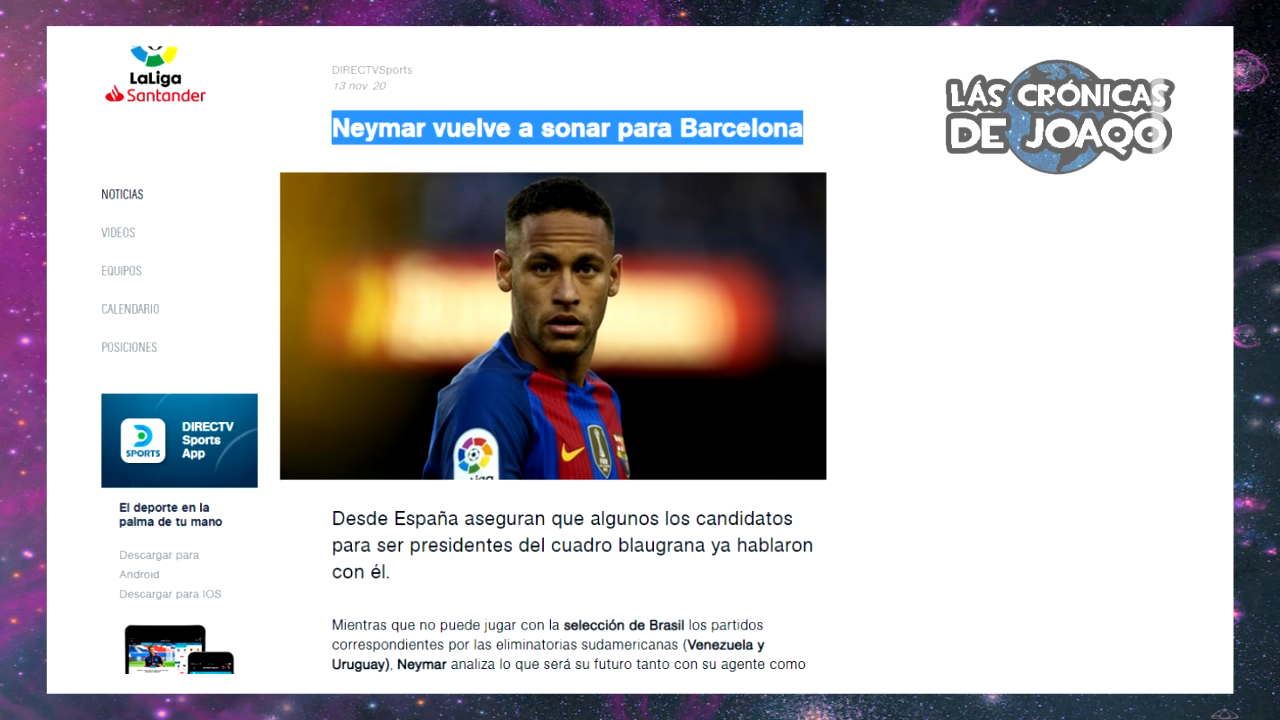 LaLiga
Santander
DIRECTVSports
13 nov 20
Neymar vuelve a sonar para Barcelona
LÁS CRÓNICAS
DE JOAQO
NOTICIAS
VIDEOS
EQUIPOS
CALENDARIO
POSICIONES
SPORTS
DIRECTV
Sports
App
El deporte en la
palma de tu mano
Descargar para
Android
Descargar para IOS
Desde España aseguran que algunos los candidatos
para ser presidentes del cuadro blaugrana ya hablaron
con él.
Mientras que no puede jugar con la selección de Brasil los partidos
correspondientes por las eliminatorias sudamericanas (Venezuela y
Uruguay), Neymar analiza lo que será su futuro tanto con su agente como